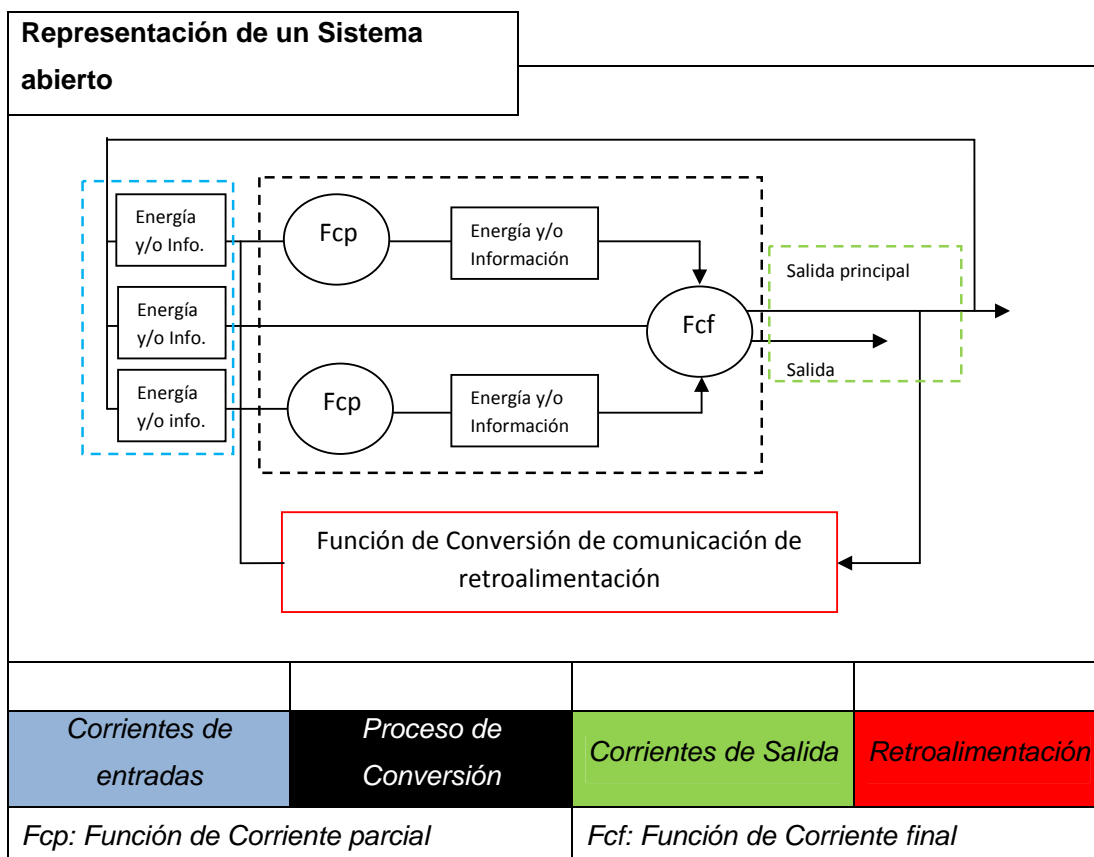 Representación de un Sistema
abierto
Energía
y/o Info.
Fcp
Energía y/o
Información
Salida principal
Energía
y/o Info.
Fcf
Salida
Energía
y/o info.
Fcp
Energía y/o
Información
Función de Conversión de comunicación de
retroalimentación
Corrientes de
entradas
Proceso de
Conversión
Corrientes de Salida
Retroalimentación
Fcp: Función de Corriente parcial
Fcf: Función de Corriente final